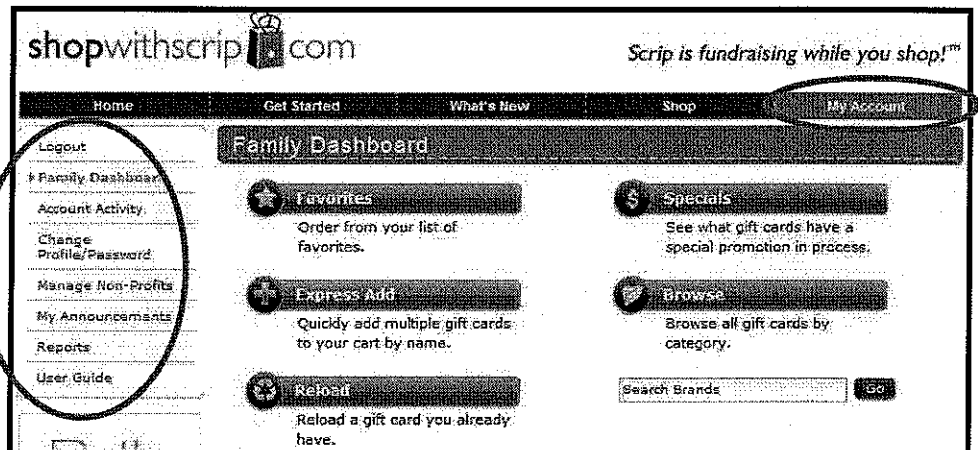 shopwithscrip com
Scrip is fundraising while you shop!™
Home Get Started What's New Shop My Account
Logout
Family Dashboard
Account Activity
Change
Profile/Password
Manage Non-Profits
My Announcements
Reports
User Guide
Family Dashboard
Favorites
Order from your list of
favorites.
Specials
See what gift cards have a
special promotion in process.
Express Add
Quickly add multiple gift cards
to your cart by name.
Browse
Browse all gift cards by
category.
Reload
Reload a gift card you already
have.
Search Brands Go